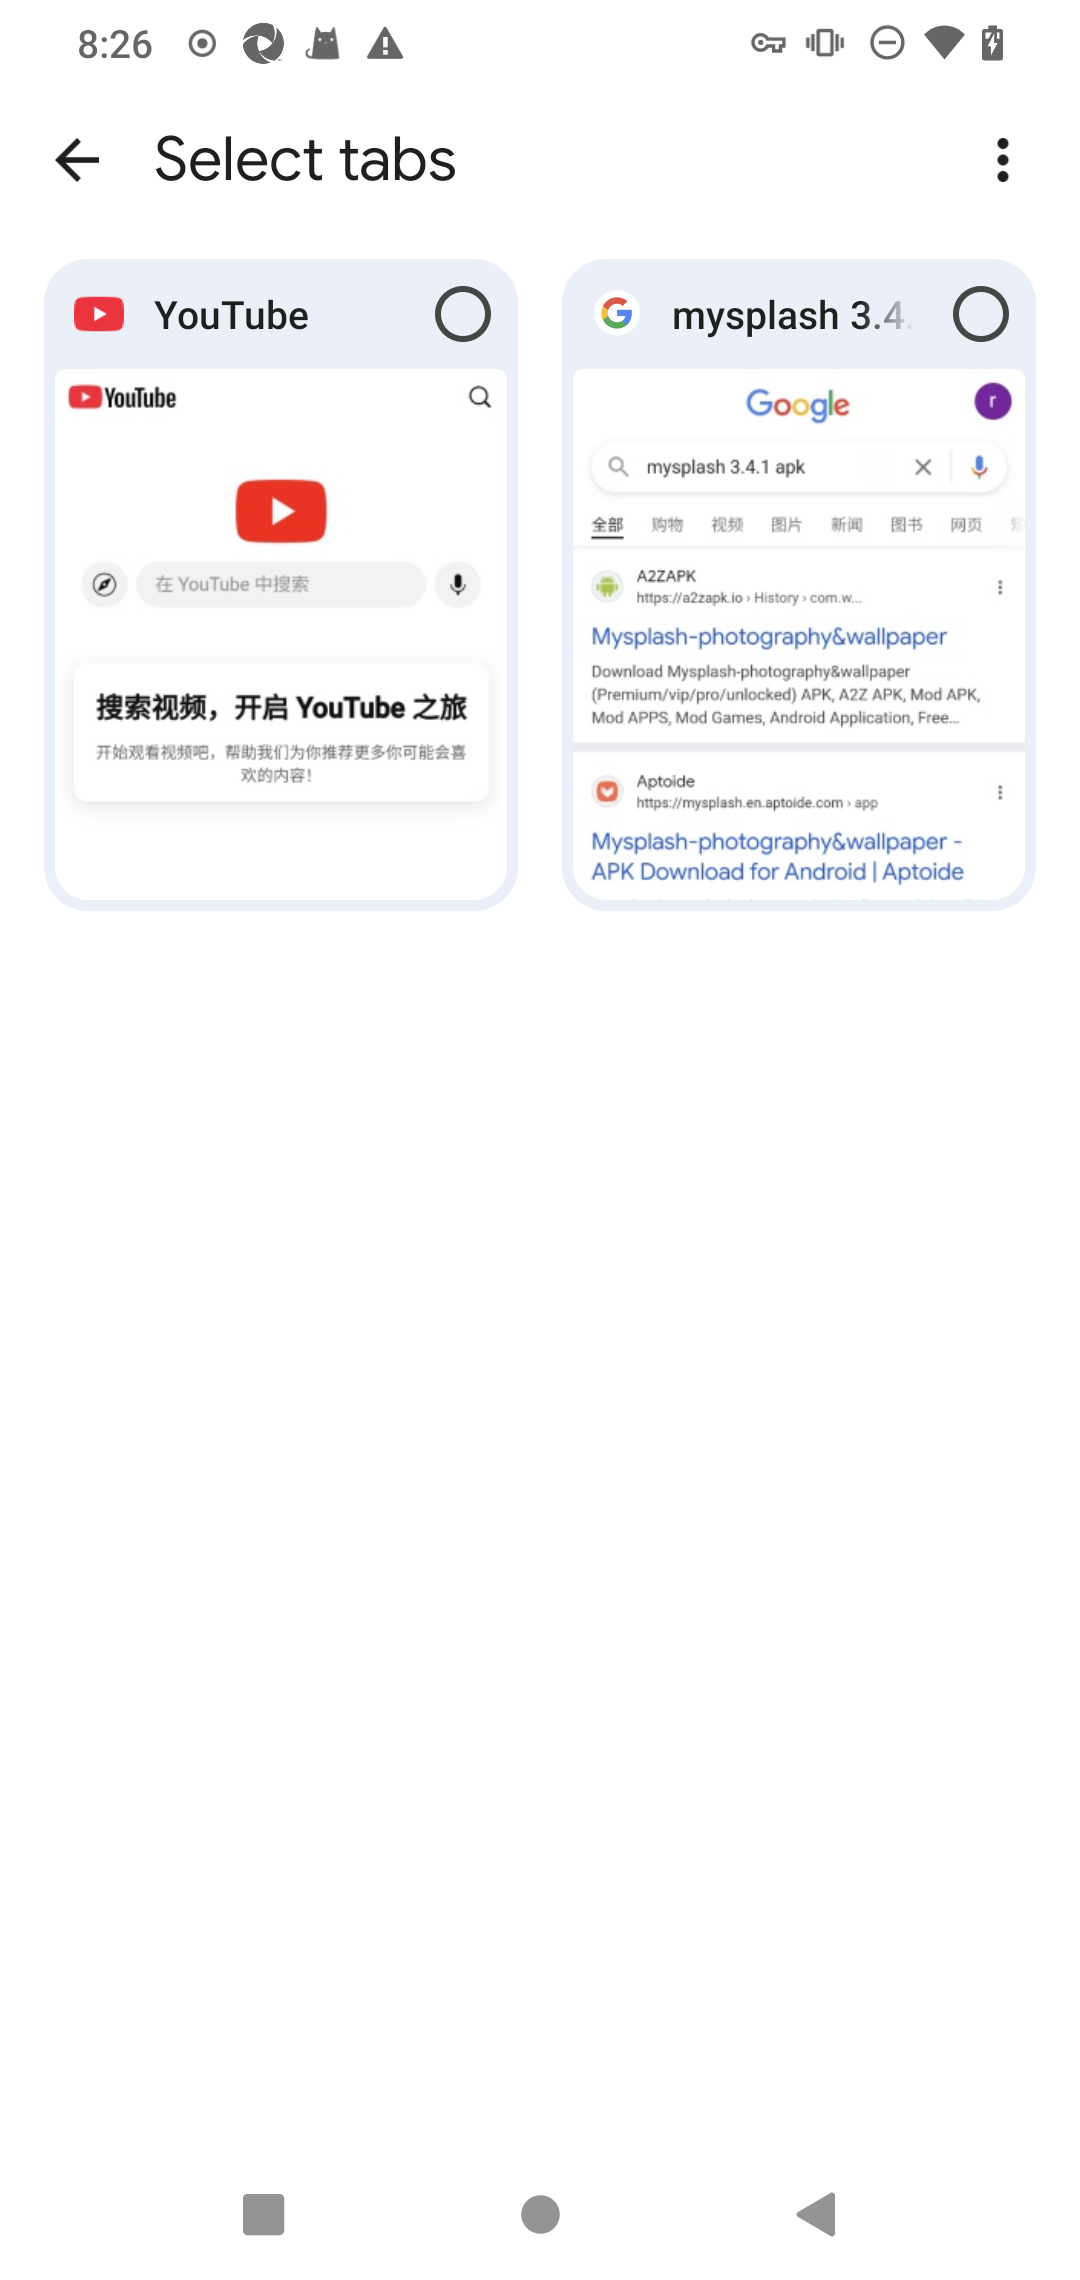 8:26
Select tabs
YouTube
YouTube
在 YouTube 中搜索
搜索视频，开启 YouTube 之旅
开始观看视频吧，帮助我们为你推荐更多你可能会喜
欢的内容！
mysplash 3.4.
Google
r
mysplash 3.4.1 apk
全部 购物 视频 图片 新闻 图书 网页
A2ZAPK
https://a2zapk.io › History › com.w...
Mysplash-photography&wallpaper
Download Mysplash-photography&wallpaper
(Premium/vip/pro/unlocked) APK, A2Z APK, Mod APK,
Mod APPS, Mod Games, Android Application, Free...
Aptoide
https://mysplash.en.aptoide.com › app
Mysplash-photography&wallpaper -
APK Download for Android | Aptoide